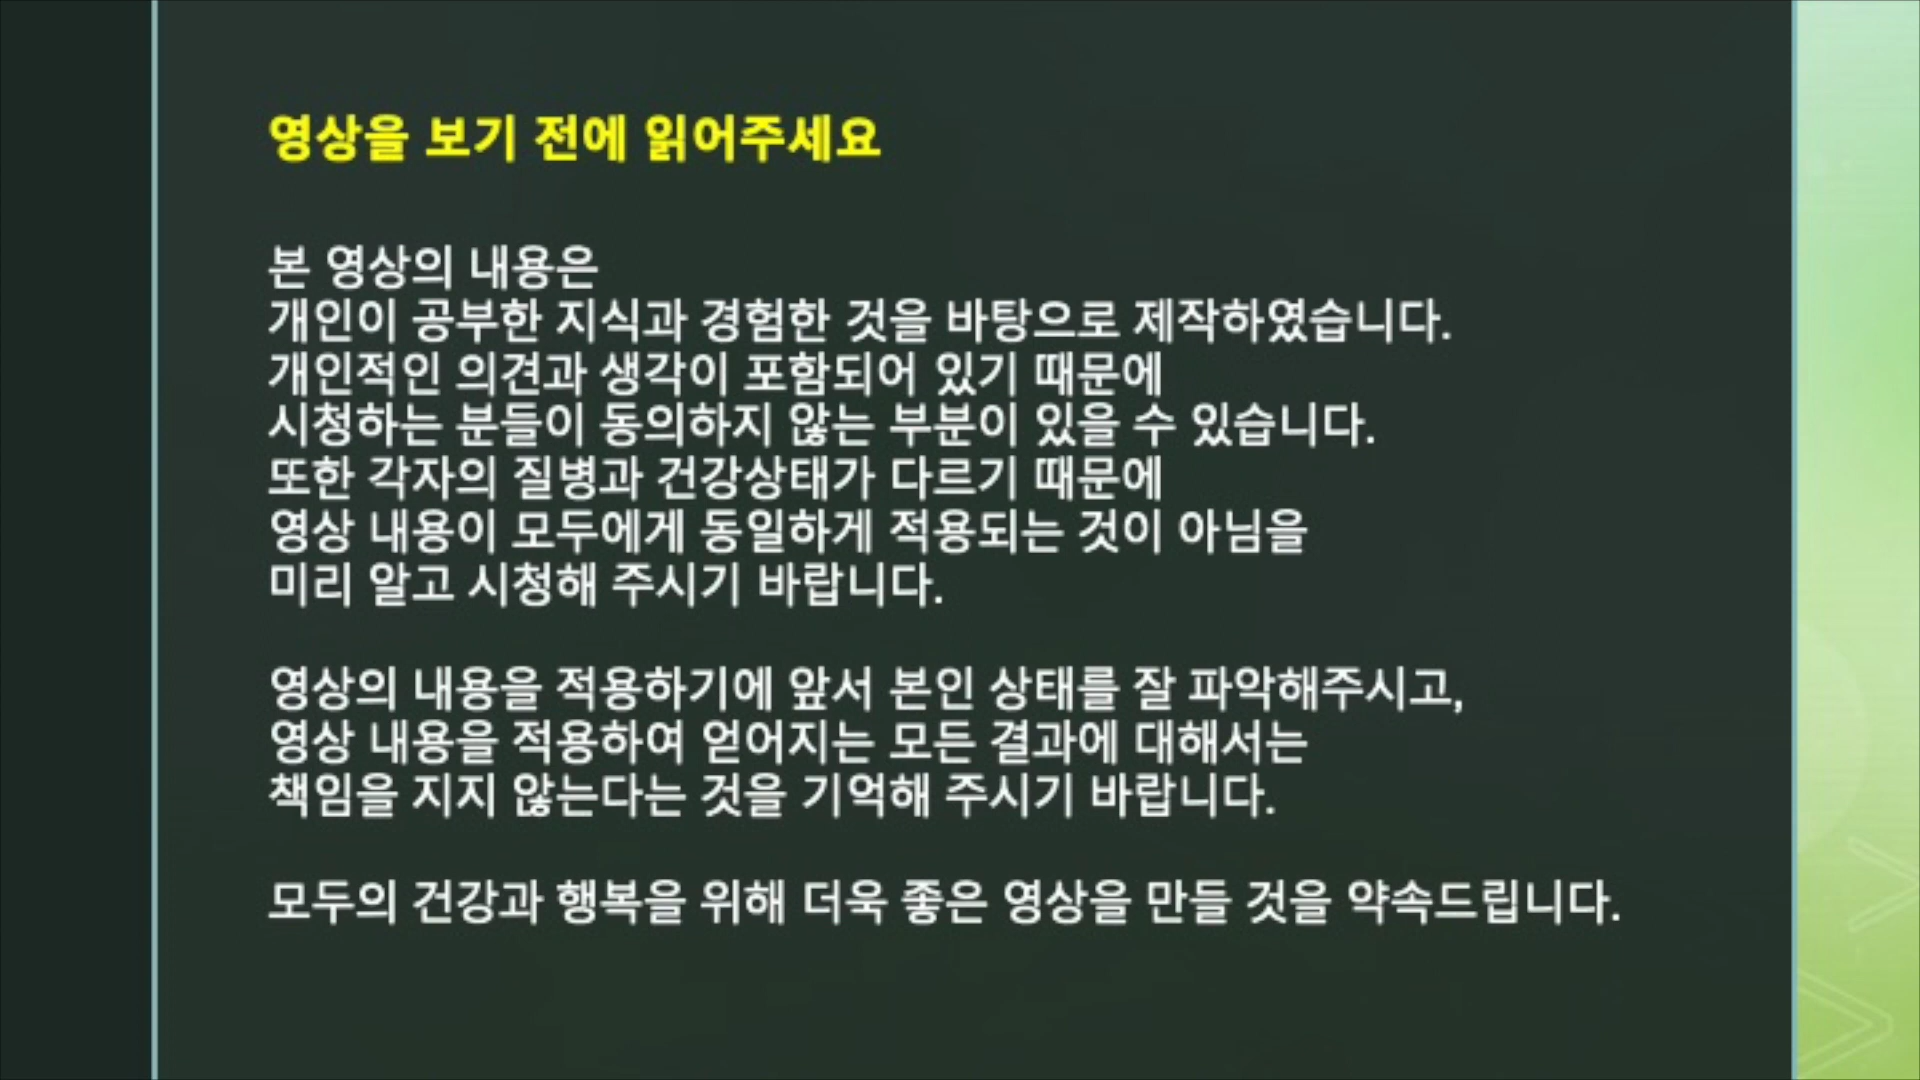 영상을 보기 전에 읽어주세요
본 영상의 내용은
개인이 공부한 지식과 경험한 것을 바탕으로 제작하였습니다.
개인적인 의견과 생각이 포함되어 있기 때문에
시청하는 분들이 동의하지 않는 부분이 있을 수 있습니다.
또한 각자의 질병과 건강상태가 다르기 때문에
영상 내용이 모두에게 동일하게 적용되는 것이 아님을
미리 알고 시청해 주시기 바랍니다.
영상의 내용을 적용하기에 앞서 본인 상태를 잘 파악해주시고,
영상 내용을 적용하여 얻어지는 모든 결과에 대해서는
책임을 지지 않는다는 것을 기억해 주시기 바랍니다.
모두의 건강과 행복을 위해 더욱 좋은 영상을 만들 것을 약속드립니다.